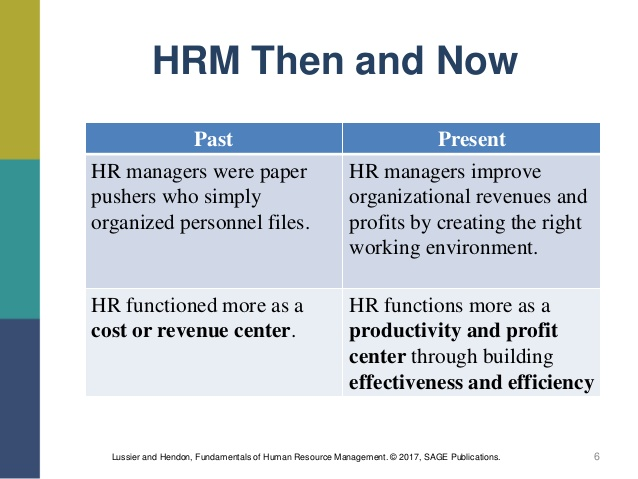 HRM Then and Now
Past
Present
HR managers were paper
pushers who simply
organized personnel files.
HR managers improve
organizational revenues and
profits by creating the right
working environment.
HR functioned more as a
cost or revenue center.
HR functions more as a
productivity and profit
center through building
effectiveness and efficiency
Lussier and Hendon, Fundamentals of Human Resource Management. © 2017, SAGE Publications.
6